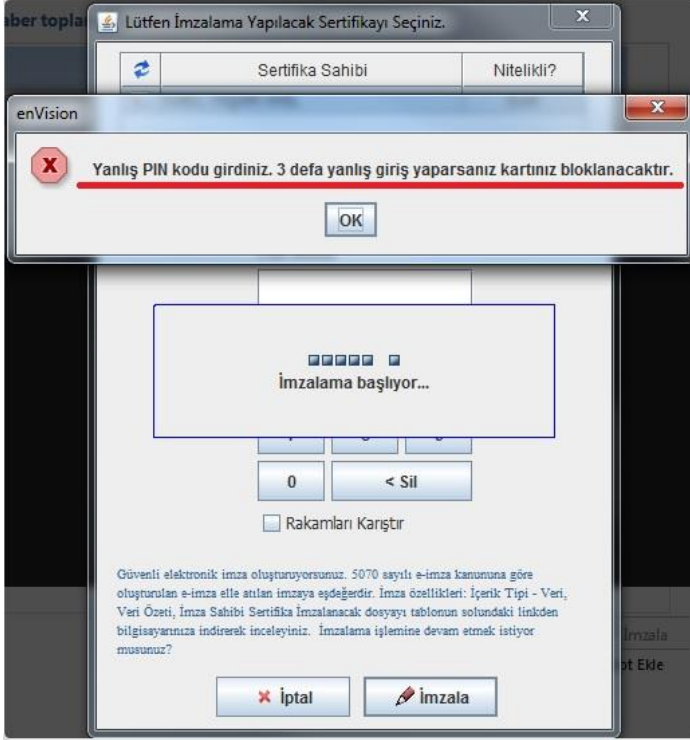 Lütfen İmzalama Yapılacak Sertifikayı Seçiniz.
Sertifika Sahibi
Nitelikli?
enVision
Yanlış PIN kodu girdiniz. 3 defa yanlış giriş yaparsanız kartınız bloklanacaktır.
OK
İmzalama başlıyor...
0
< Sil
Rakamları Karıştır
Güvenli elektronik imza oluşturuyorsunuz. 5070 sayılı e-imza kanununa göre
oluşturulan e-imza elle atılan imzaya eşdeğerdir. İmza özellikleri: İçerik Tipi - Veri,
Veri Özeti, İmza Sahibi Sertifika İmzalanacak dosyayı tablonun solundaki linkden
bilgisayarınıza indirerek inceleyiniz. İmzalama işlemine devam etmek istiyor
musunuz?
İmzala
Ekle
İptal
İmzala